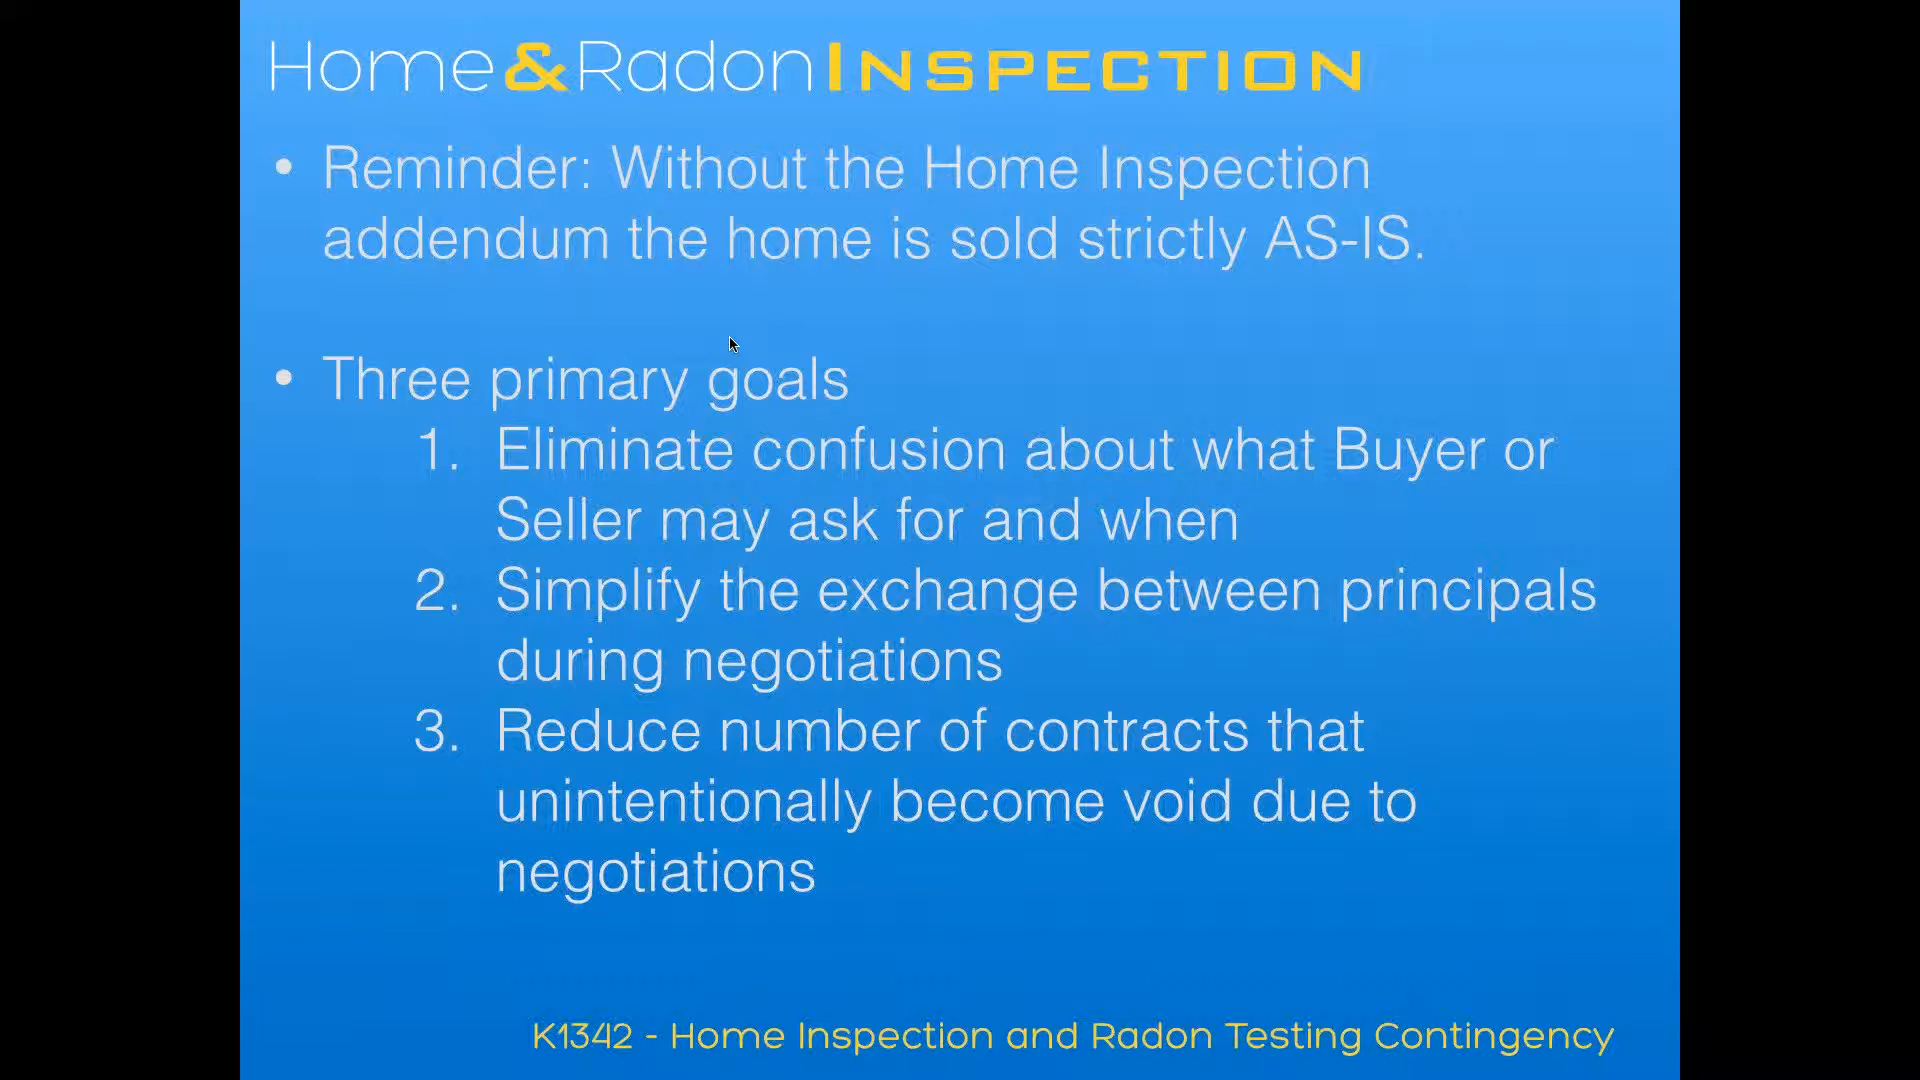 Home&RadonINSPECTION
• Reminder: Without the Home Inspection
addendum the home is sold strictly AS-IS.
• Three primary goals
1. Eliminate confusion about what Buyer or
Seller may ask for and when
2. Simplify the exchange between principals
during negotiations
3. Reduce number of contracts that
unintentionally become void due to
negotiations
K1342 - Home Inspection and Radon Testing Contingency